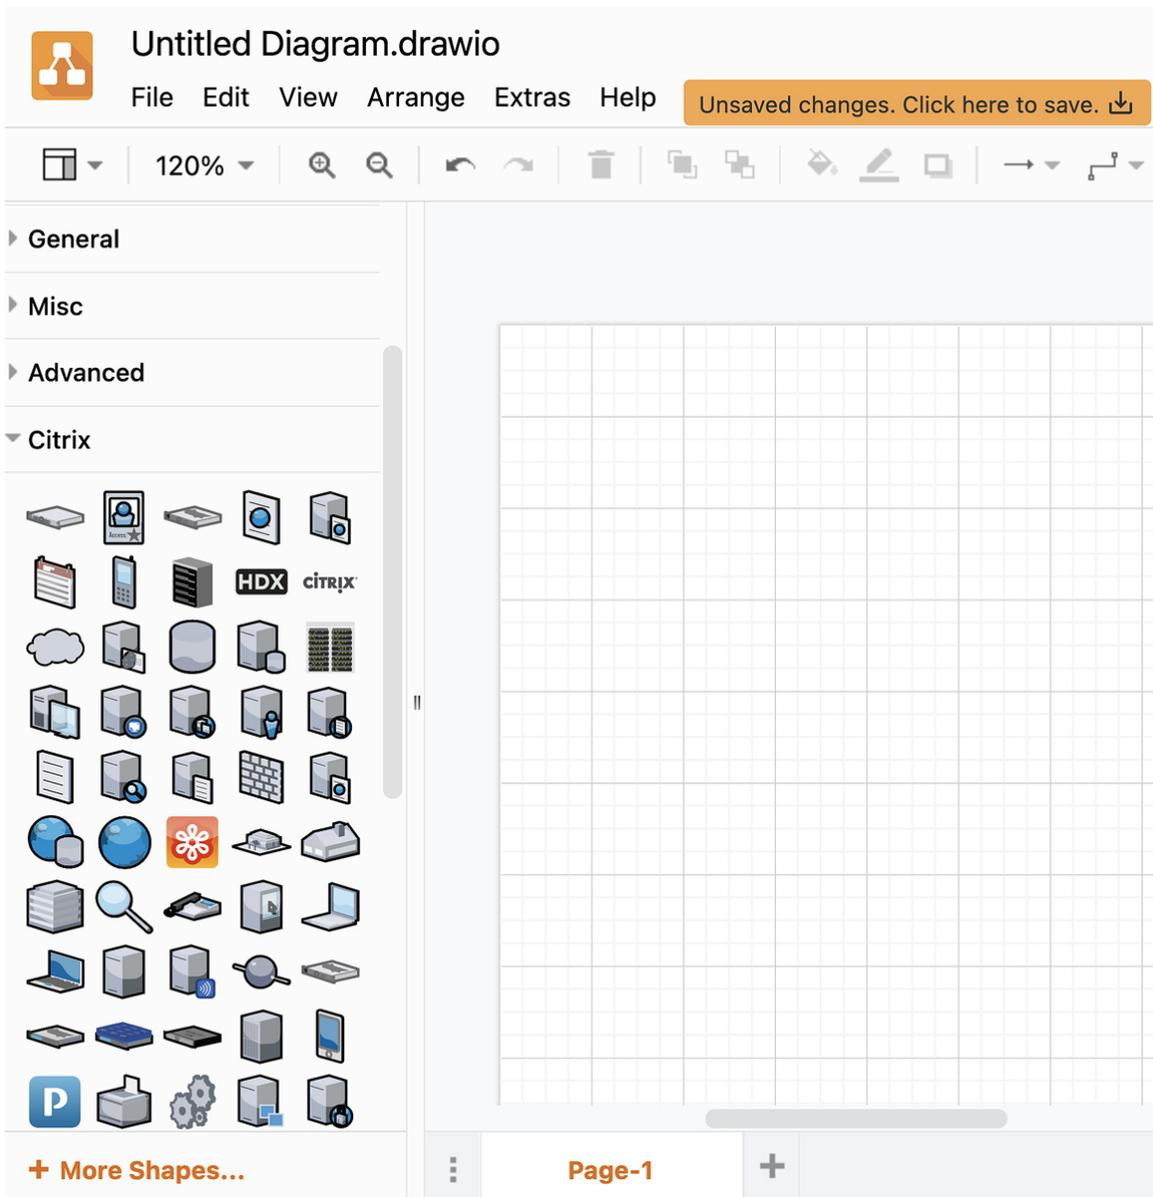 Untitled Diagram.drawio
File Edit View Arrange Extras Help Unsaved changes. Click here to save.
120%
General
Misc
Advanced
Citrix
Access
HDX CITRIX
P
+ More Shapes...
Page-1